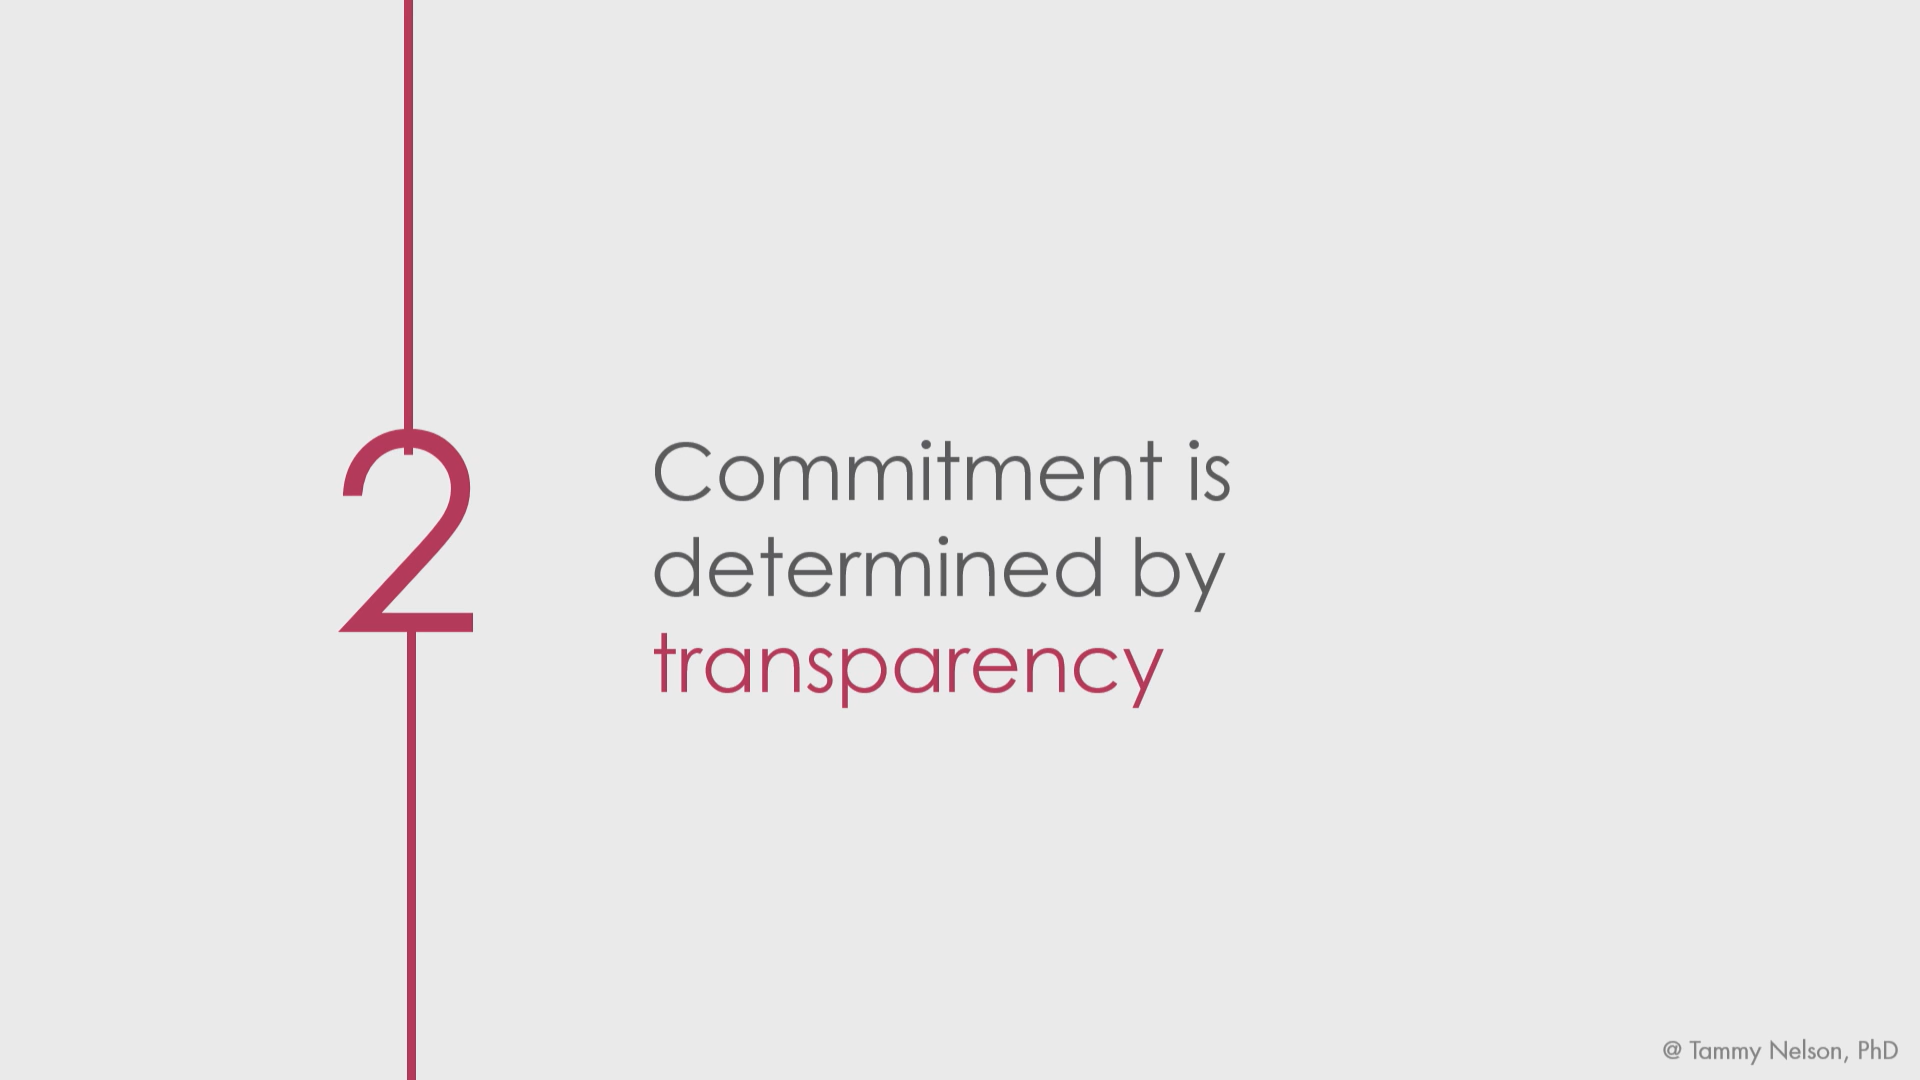 2
Commitment is
determined by
transparency
@ Tammy Nelson, PhD